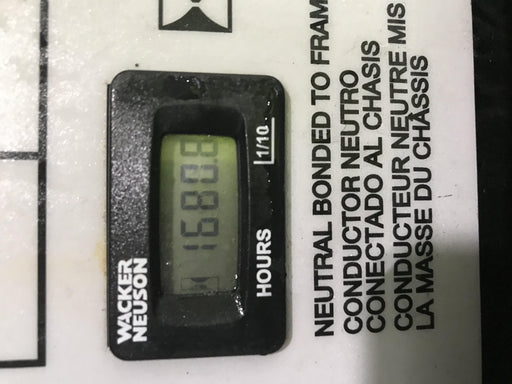 WACKER
NEUSON
1680.8
HOURS
1/10
NEUTRAL BONDED TO FRAM
CONDUCTOR NEUTRO
CONECTADO AL CHASIS
CONDUCTEUR NEUTRE MIS
LA MASSE DU CHÂSSIS